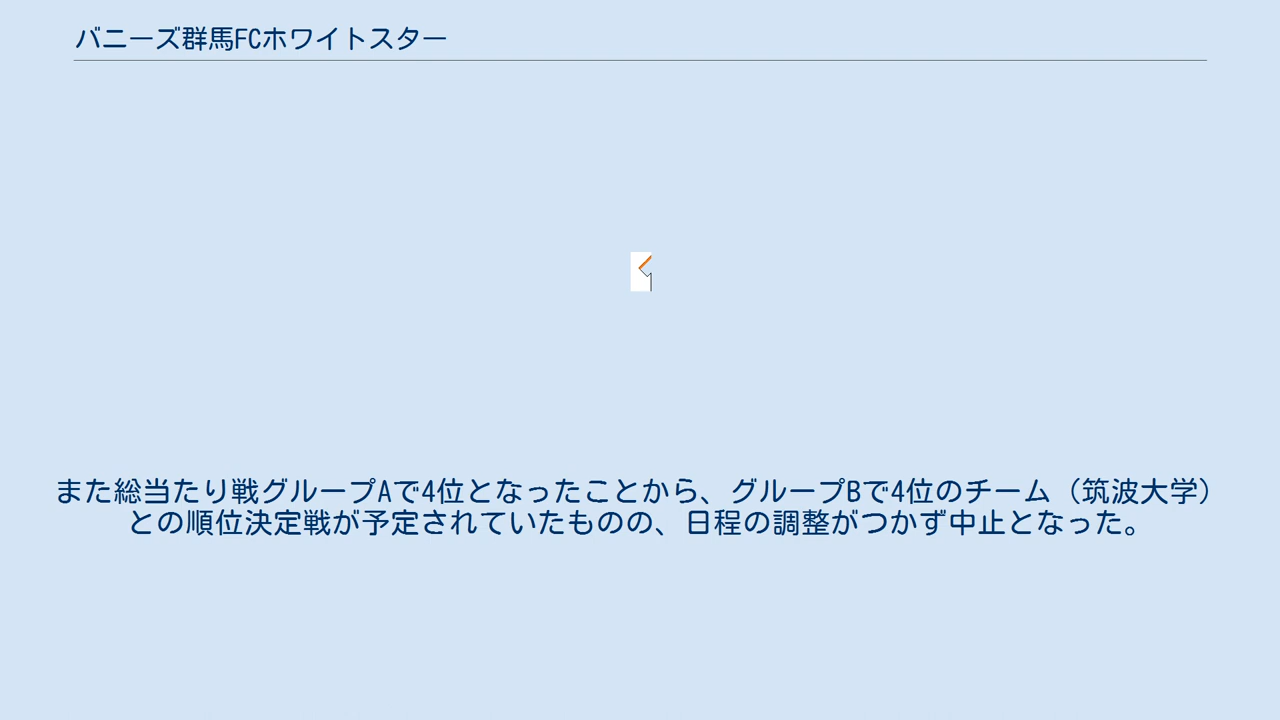 バニーズ群馬FCホワイトスター
また総当たり戦グループAで4位となったことから、グループBで4位のチーム（筑波大学）
との順位決定戦が予定されていたものの、日程の調整がつかず中止となった。